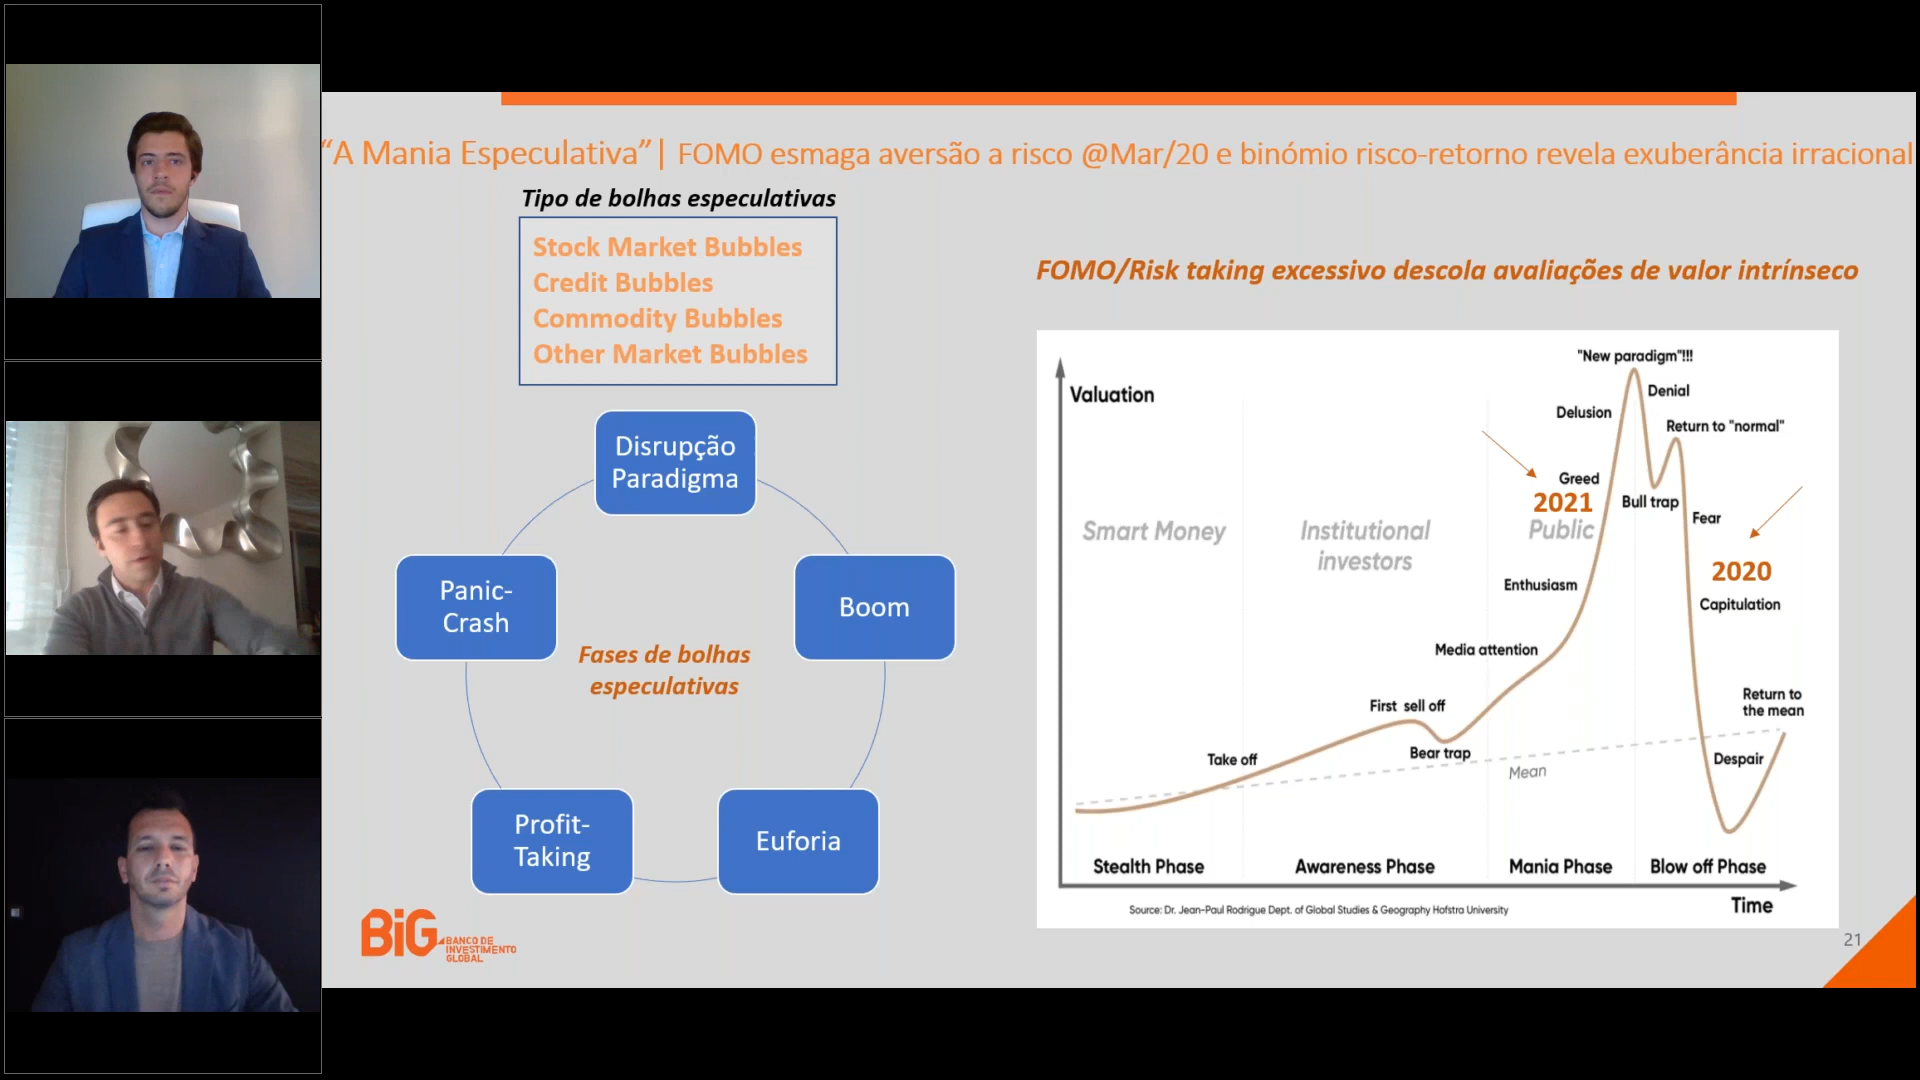 “A Mania Especulativa” | FOMO esmaga aversão a risco @Mar/20 e binómio risco-retorno revela exuberância irracional
Tipo de bolhas especulativas
Stock Market Bubbles
Credit Bubbles
Commodity Bubbles
Other Market Bubbles
Disrupção
Paradigma
Boom
Euforia
Profit-
Taking
Panic-
Crash
Fases de bolhas
especulativas
FOMO/Risk taking excessivo descola avaliações de valor intrínseco
Valuation
"New paradigm"!!!
Denial
Delusion
Return to "normal"
Greed
2021
Bull trap
Fear
Smart Money
Institutional
investors
Public
2020
Enthusiasm
Capitulation
Media attention
First sell off
Return to
the mean
Take off
Bear trap
Mean
Despair
Stealth Phase
Awareness Phase
Mania Phase
Blow off Phase
Time
Source: Dr. Jean-Paul Rodrigue Dept. of Global Studies & Geography Hofstra University
BiG
BANCO DE
INVESTIMENTO
GLOBAL
21